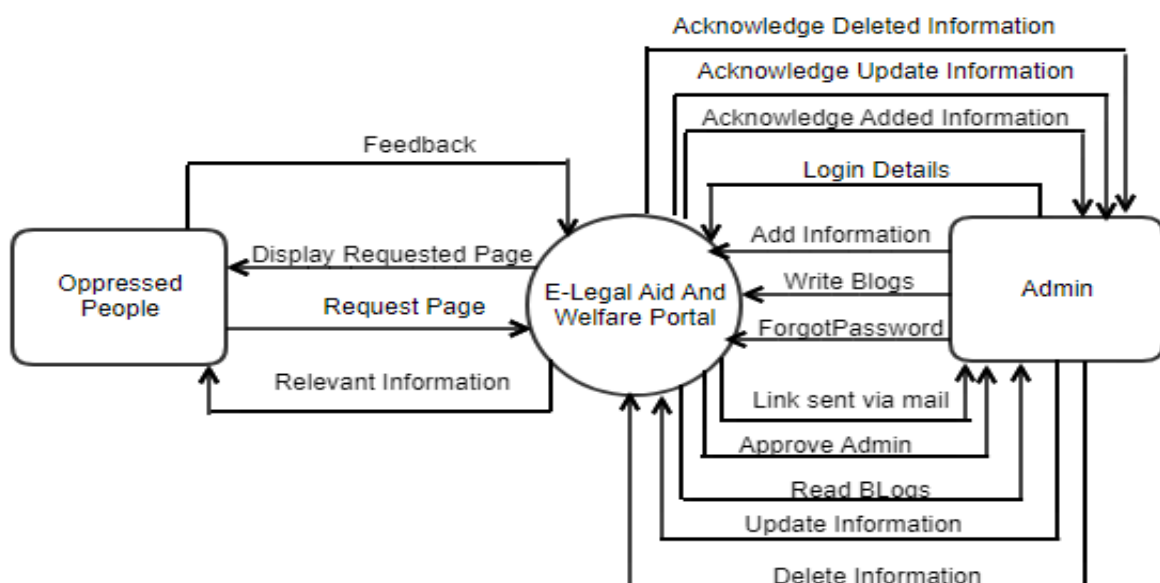 Acknowledge Deleted Information
Acknowledge Update Information
Acknowledge Added Information
Feedback
Login Details
Add Information
Display Requested Page
Oppressed
People
E-Legal Aid And
Welfare Portal
Write Blogs
Admin
Request Page
ForgotPassword
Relevant Information
Link sent via mail
Approve Admin
Read BLogs
Update Information
Delete Information